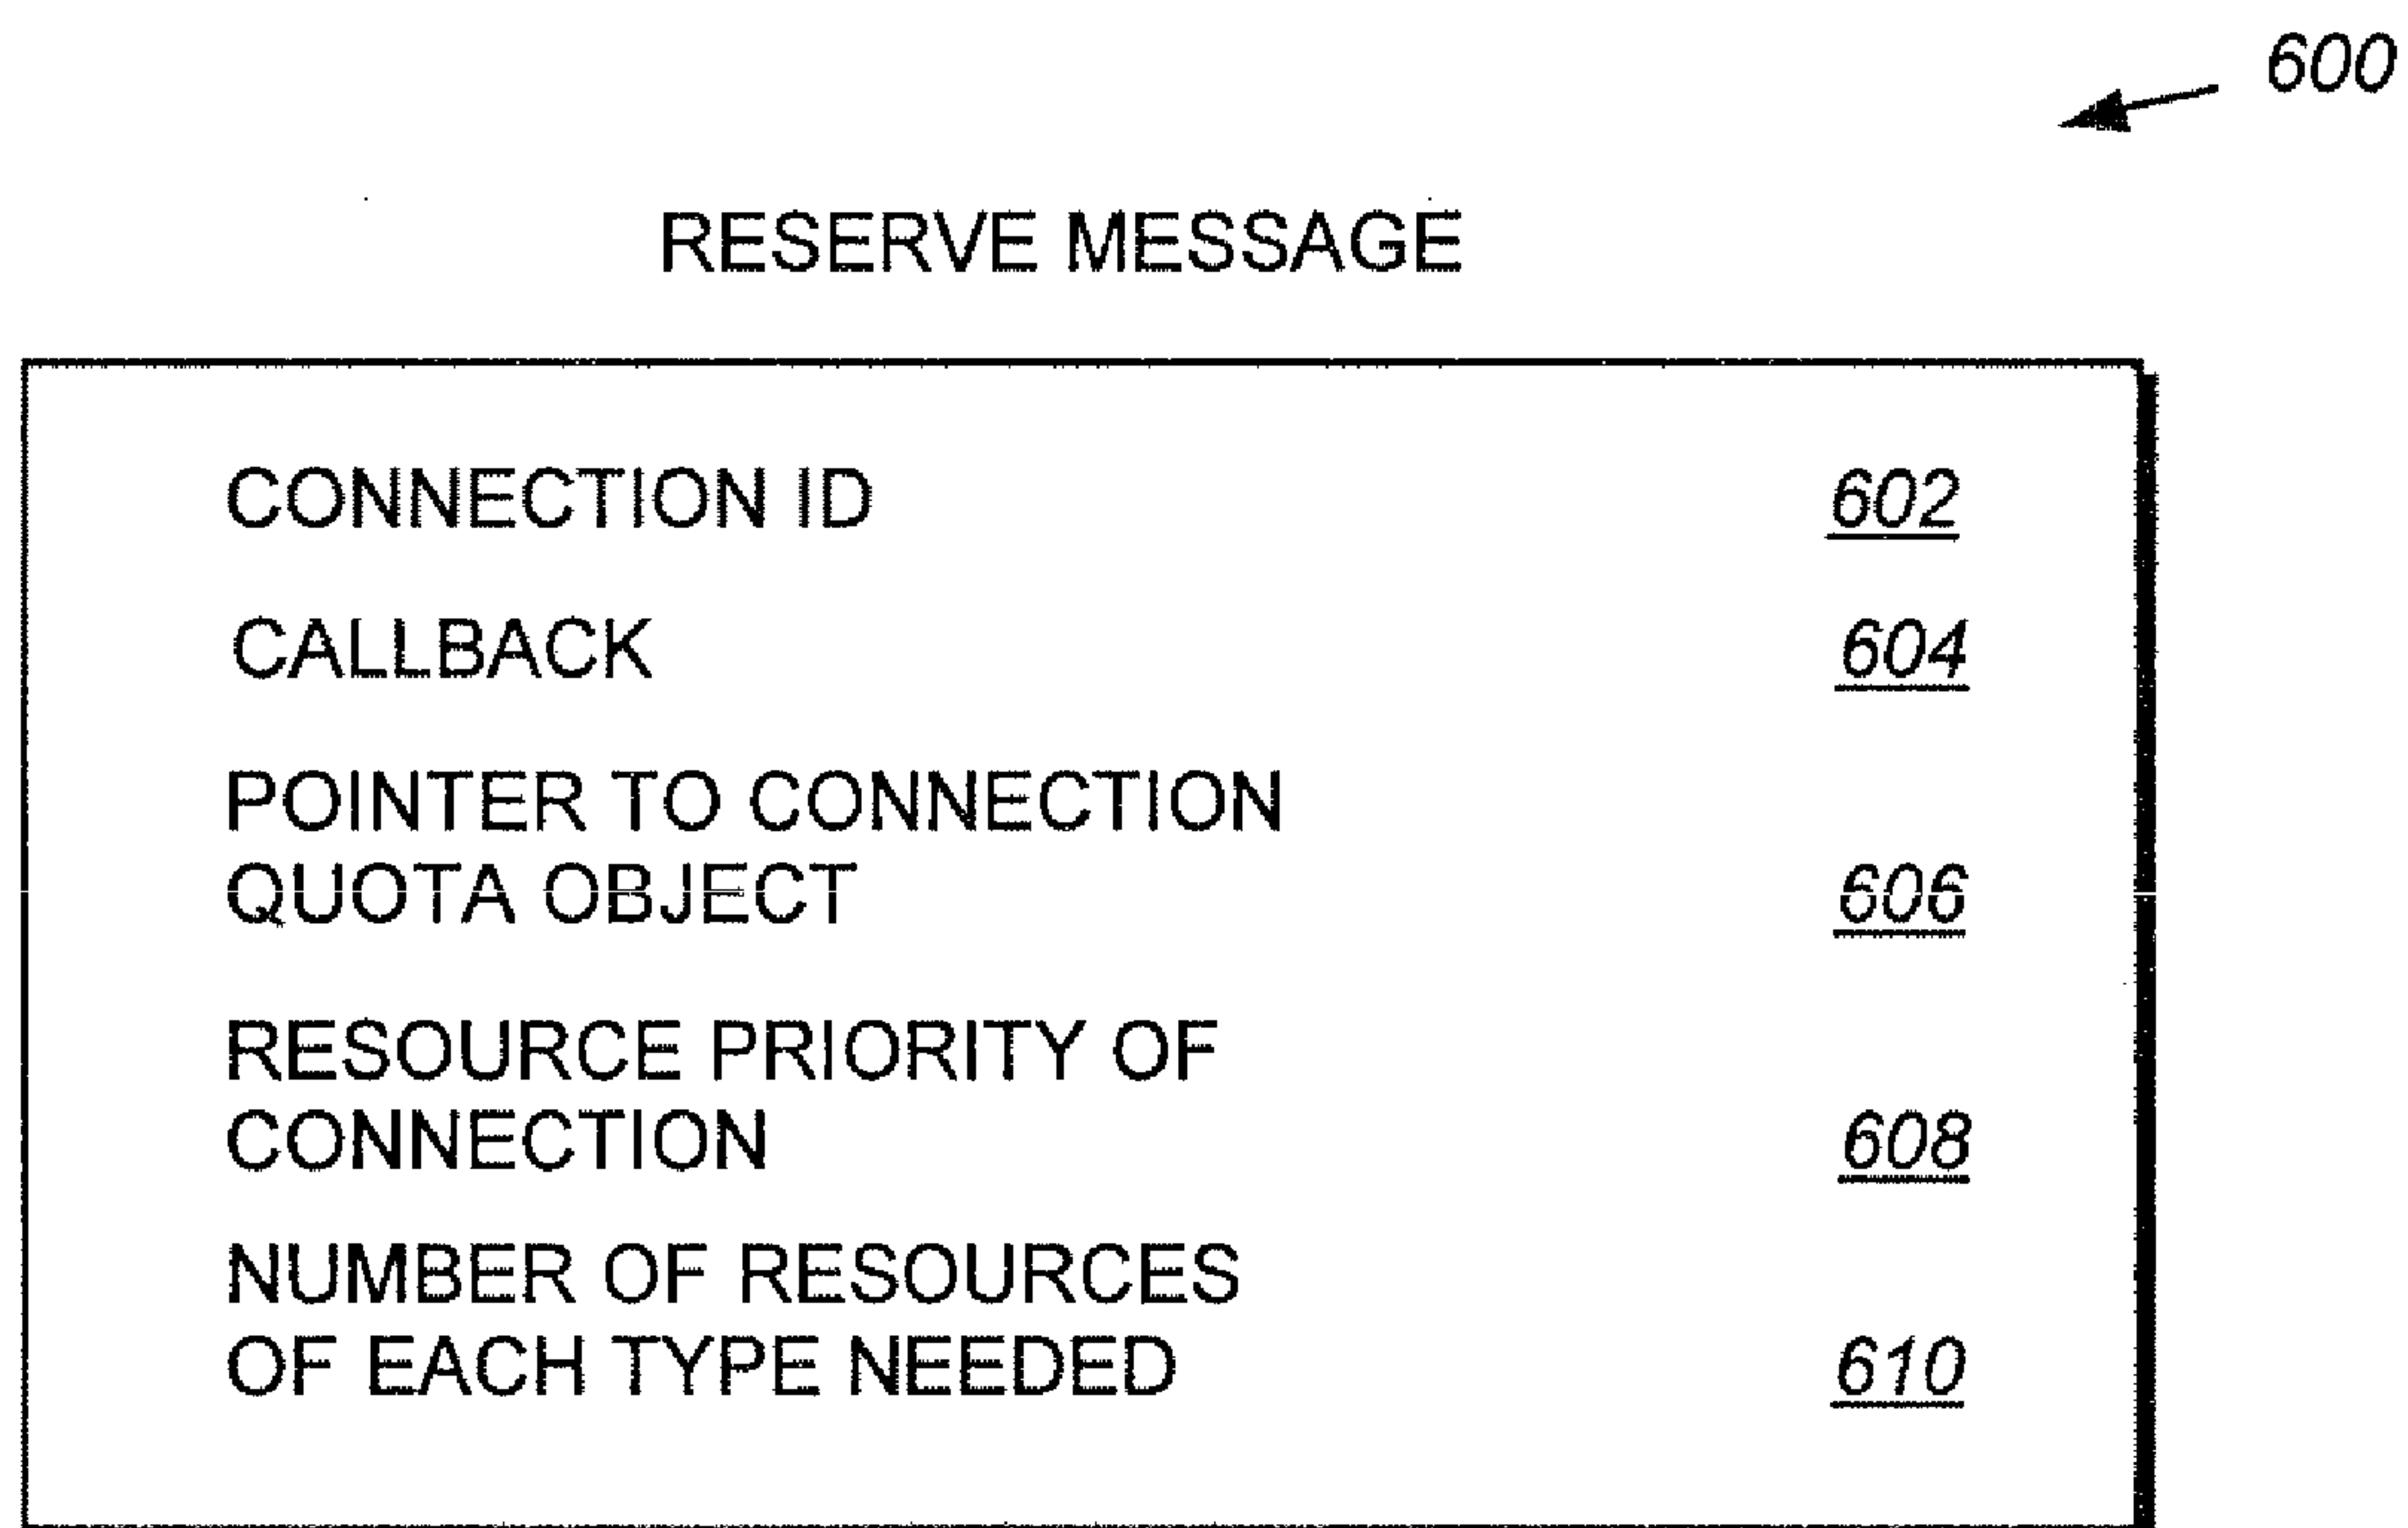 600
RESERVE MESSAGE
CONNECTION ID 602
CALLBACK 604
POINTER TO CONNECTION
QUOTA OBJECT 606
RESOURCE PRIORITY OF
CONNECTION 608
NUMBER OF RESOURCES
OF EACH TYPE NEEDED 610